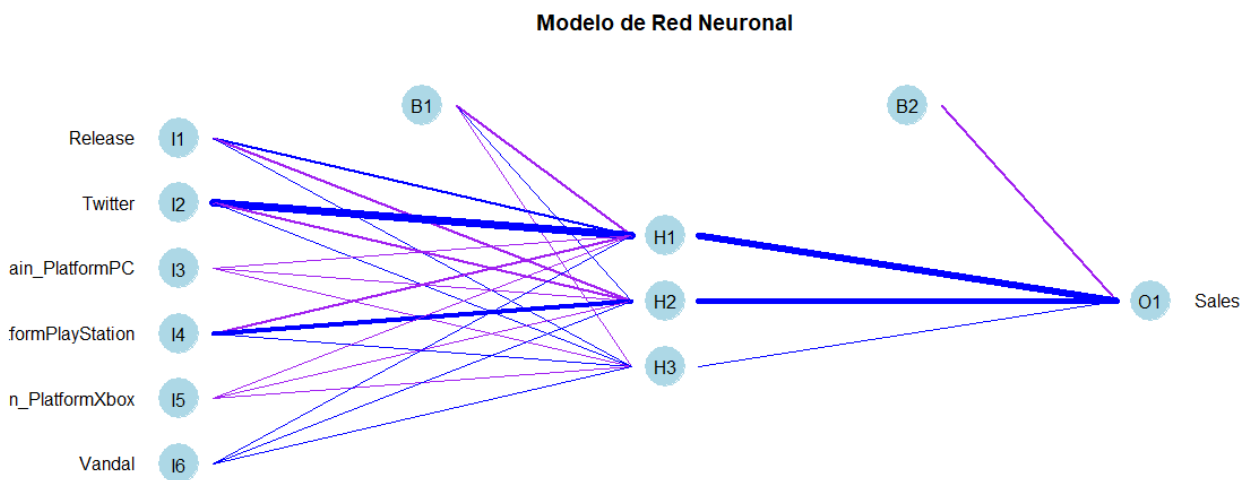 Modelo de Red Neuronal
B1
B2
Release I1
Twitter I2
H1
ain_PlatformPC I3
H2
O1 Sales
:formPlayStation I4
H3
n_PlatformXbox I5
Vandal I6